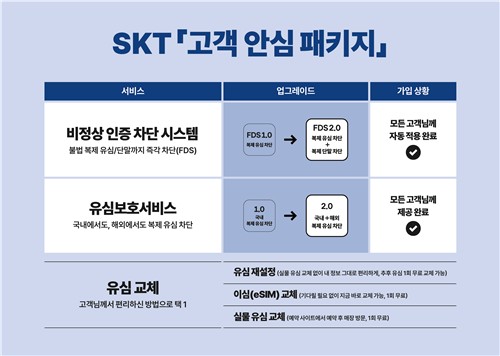 SKT「고객 안심 패키지」
서비스
업그레이드
가입 상황
비정상 인증 차단 시스템
불법 복제 유심/단말까지 즉각 차단(FDS)
FDS 1.0
복제 유심 차단
FDS 2.0
복제 유심 차단
+
복제 단말 차단
모든 고객님께
자동 적용 완료
유심보호서비스
국내에서도, 해외에서도 복제 유심 차단
1.0
국내
복제 유심 차단
2.0
국내+해외
복제 유심 차단
모든 고객님께
제공 완료
유심 교체
고객님께서 편리하신 방법으로 택 1
유심 재설정 (실물 유심 교체 없이 내 정보 그대로 편리하게, 추후 유심 1회 무료 교체 가능)
이심(eSIM) 교체 (기다릴 필요 없이 지금 바로 교체 가능, 1회 무료)
실물 유심 교체 (예약 사이트에서 예약 후 매장 방문, 1회 무료)